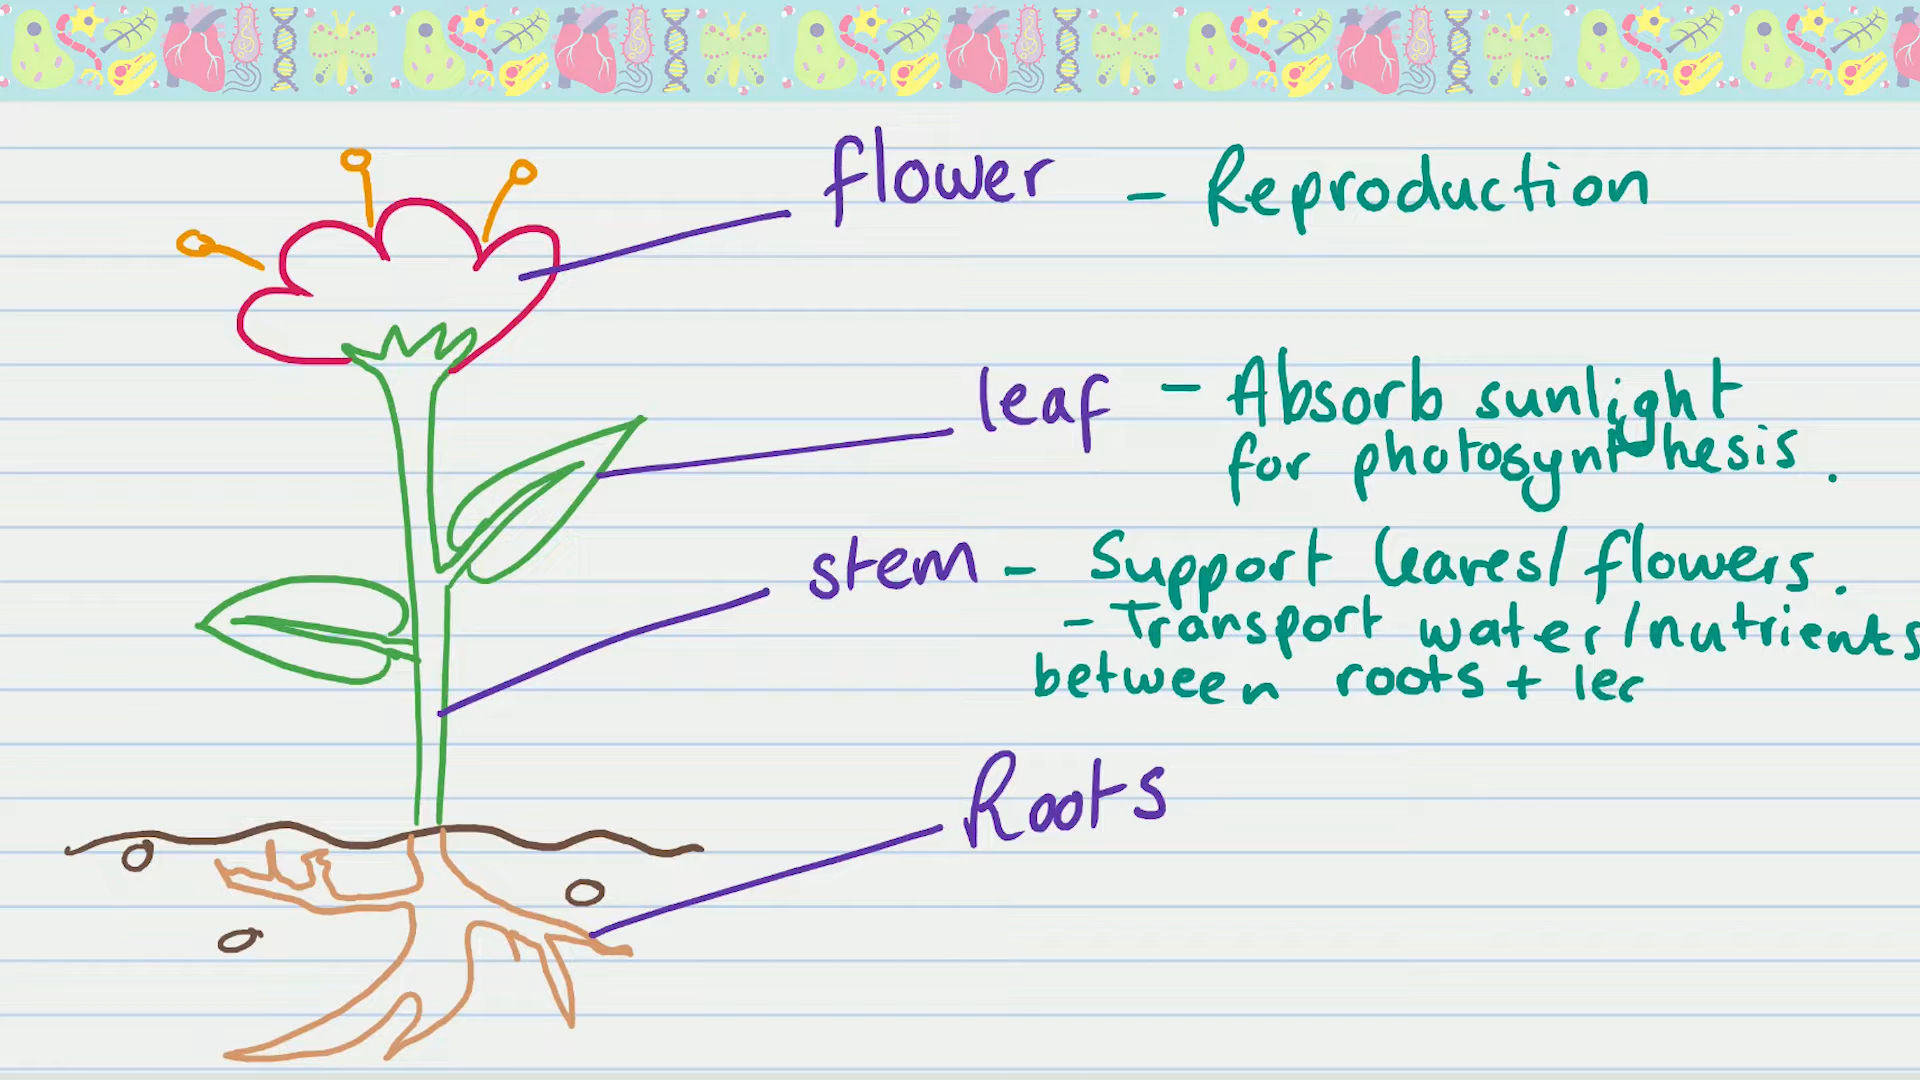 flower - Reproduction
leaf - Absorb sunlight
for photosynthesis.
stem - Support leaves/flowers.
- Transport water/nutrients
between roots + lec
Roots